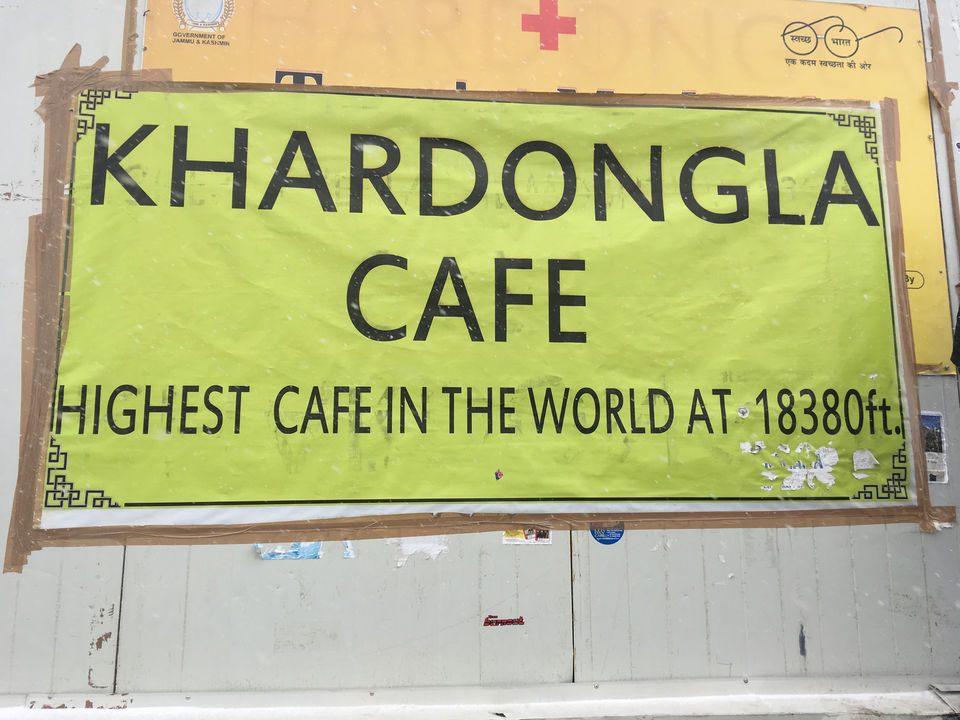 GOVERNMENT OF
JAMMU & KASHMIR
स्वच्छ भारत
एक कदम स्वच्छता की ओर
KHARDONGLA
CAFE
HIGHEST CAFE IN THE WORLD AT 18380ft.
By